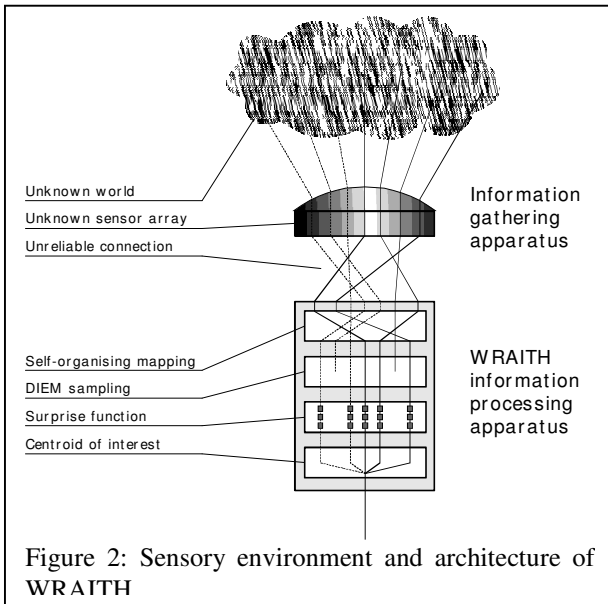 Unknown world
Unknown sensor array
Unreliable connection
Information
gathering
apparatus
Self-organising mapping
DIEM sampling
Surprise function
Centroid of interest
WRAITH
information
processing
apparatus
Figure 2: Sensory environment and architecture of
WRAITH